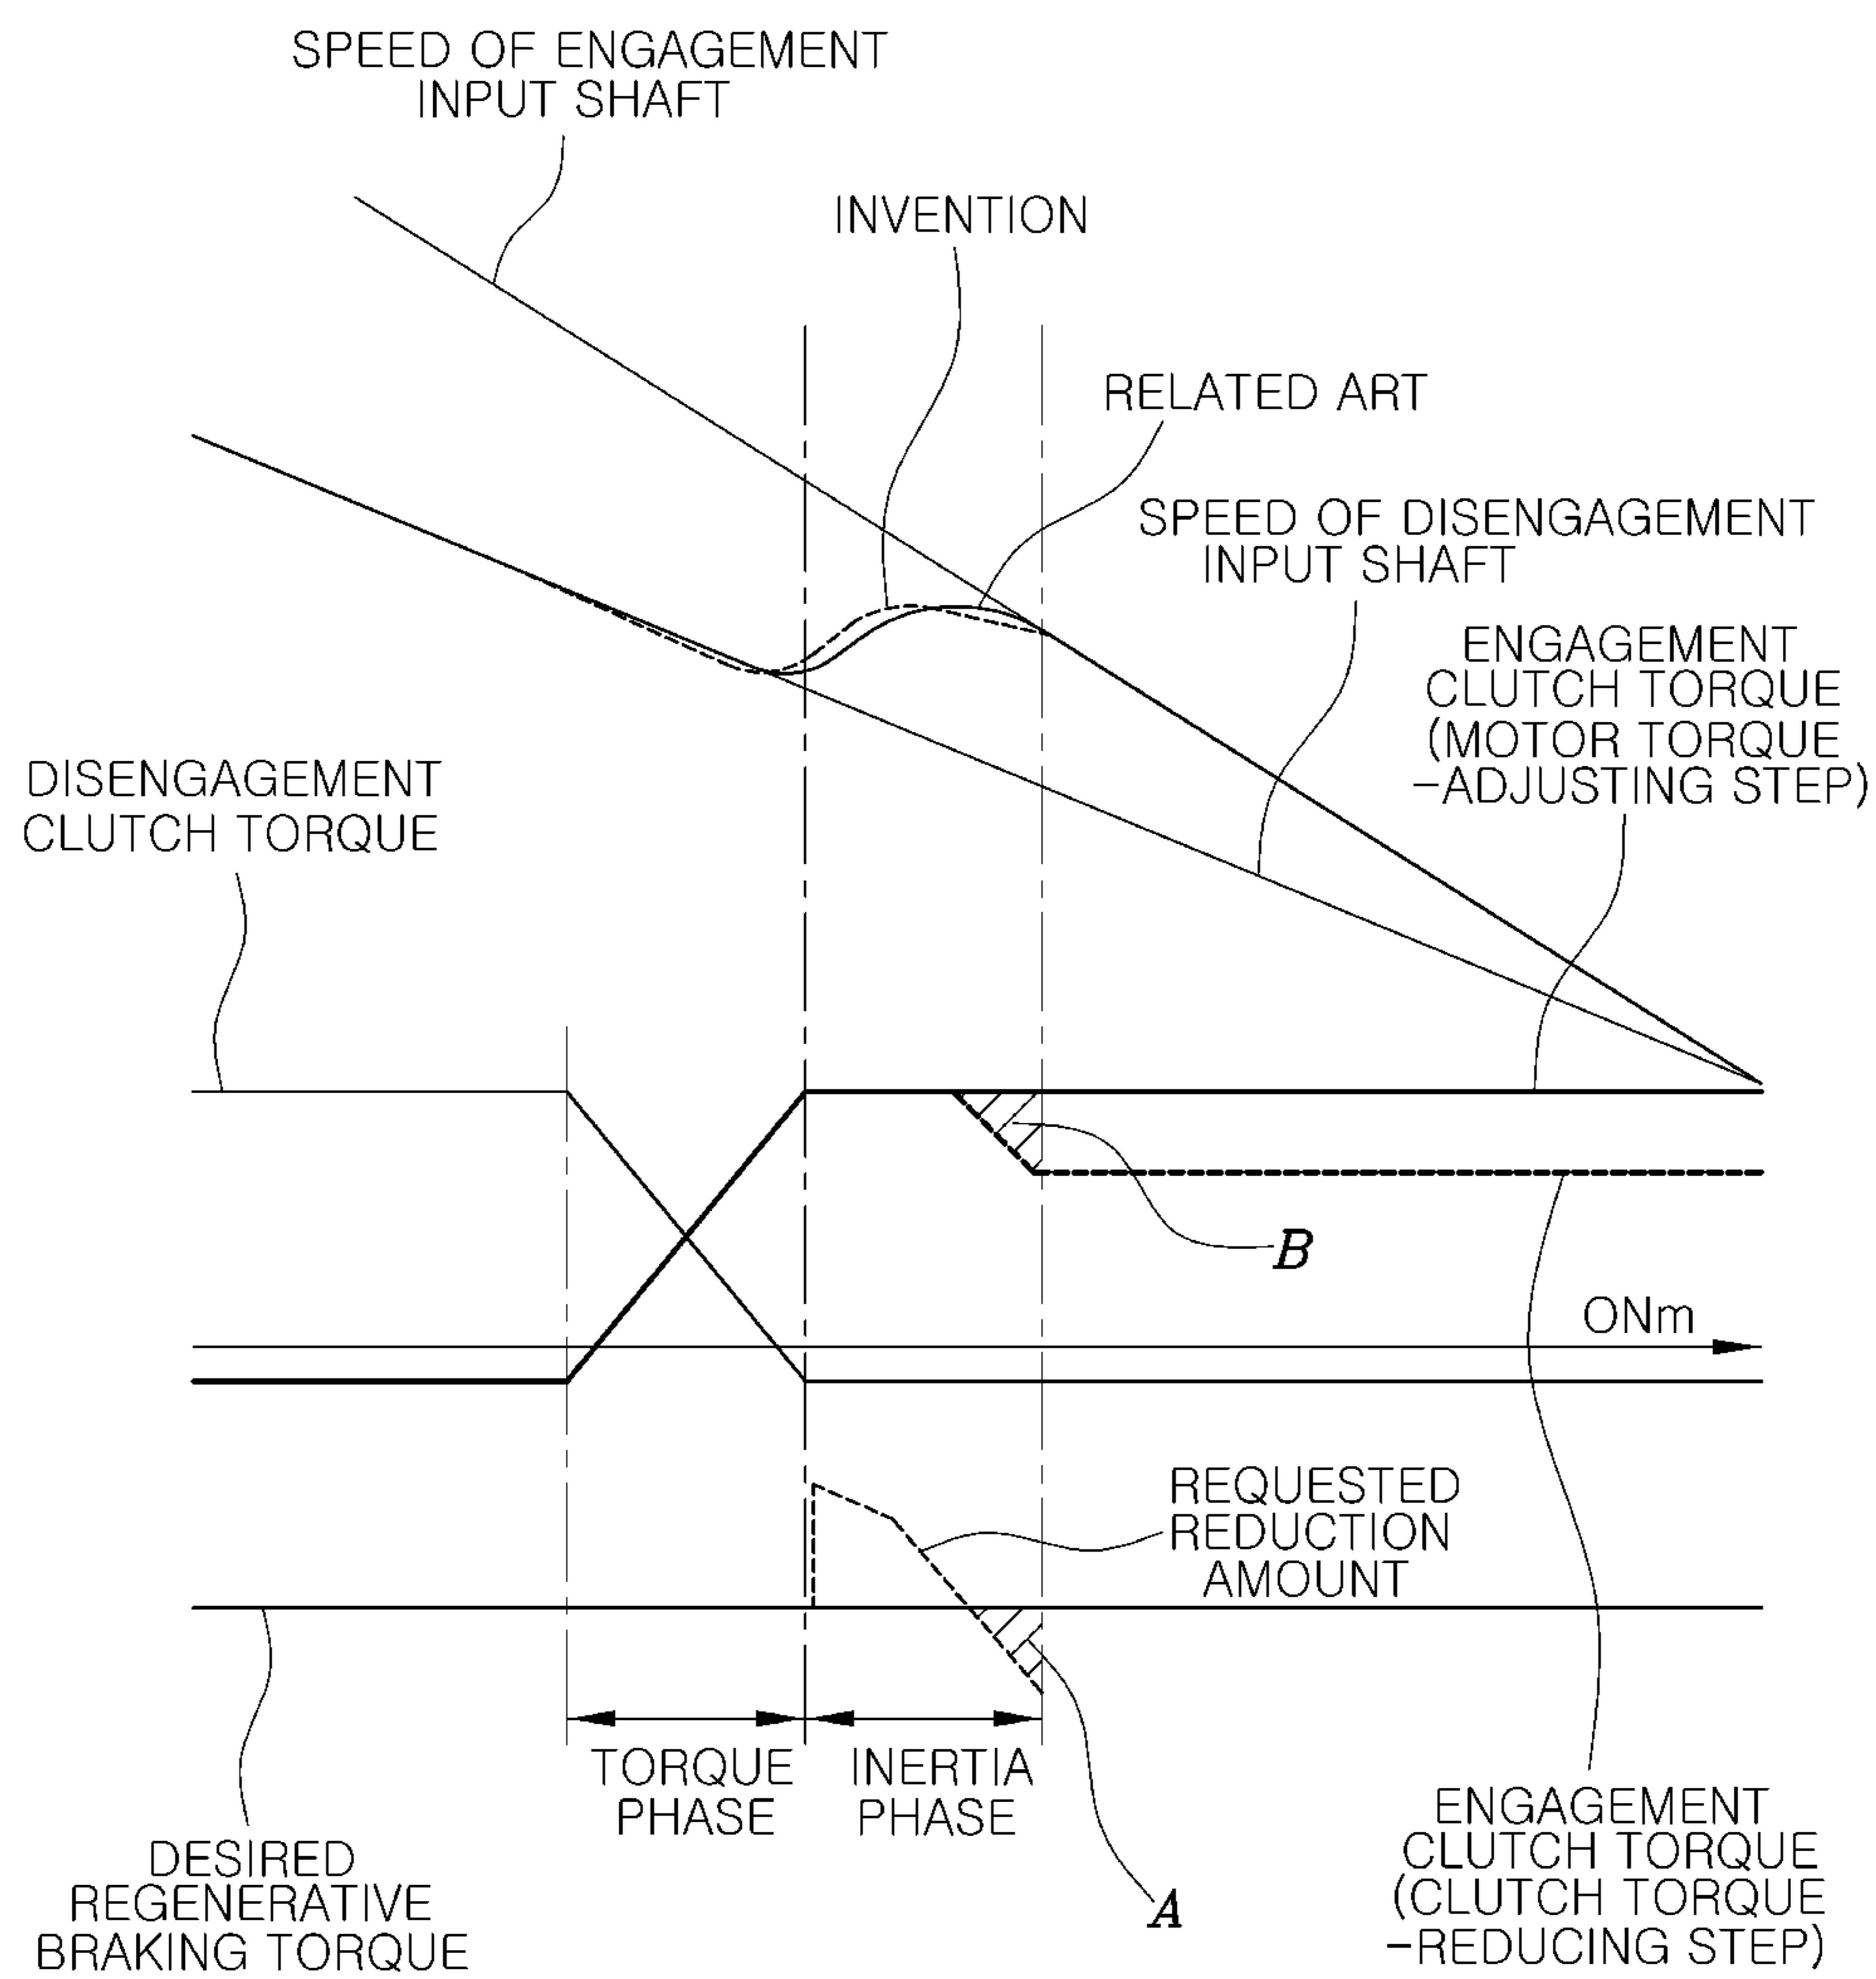 SPEED OF ENGAGEMENT
INPUT SHAFT
INVENTION
RELATED ART
SPEED OF DISENGAGEMENT
INPUT SHAFT
ENGAGEMENT
CLUTCH TORQUE
(MOTOR TORQUE
-ADJUSTING STEP)
DISENGAGEMENT
CLUTCH TORQUE
B
0Nm
REQUESTED
REDUCTION
AMOUNT
TORQUE
PHASE
INERTIA
PHASE
ENGAGEMENT
CLUTCH TORQUE
(CLUTCH TORQUE
-REDUCING STEP)
DESIRED
REGENERATIVE
BRAKING TORQUE
A